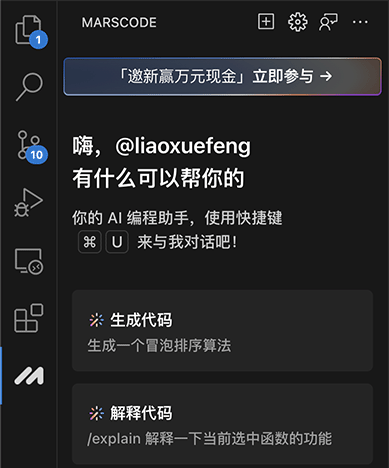 MARSCODE
1
「邀新赢万元现金」立即参与 →
嗨，@liaoxuefeng
有什么可以帮你的
10
你的 AI 编程助手，使用快捷键
⌘ U 来与我对话吧！
生成代码
生成一个冒泡排序算法
解释代码
/explain 解释一下当前选中函数的功能